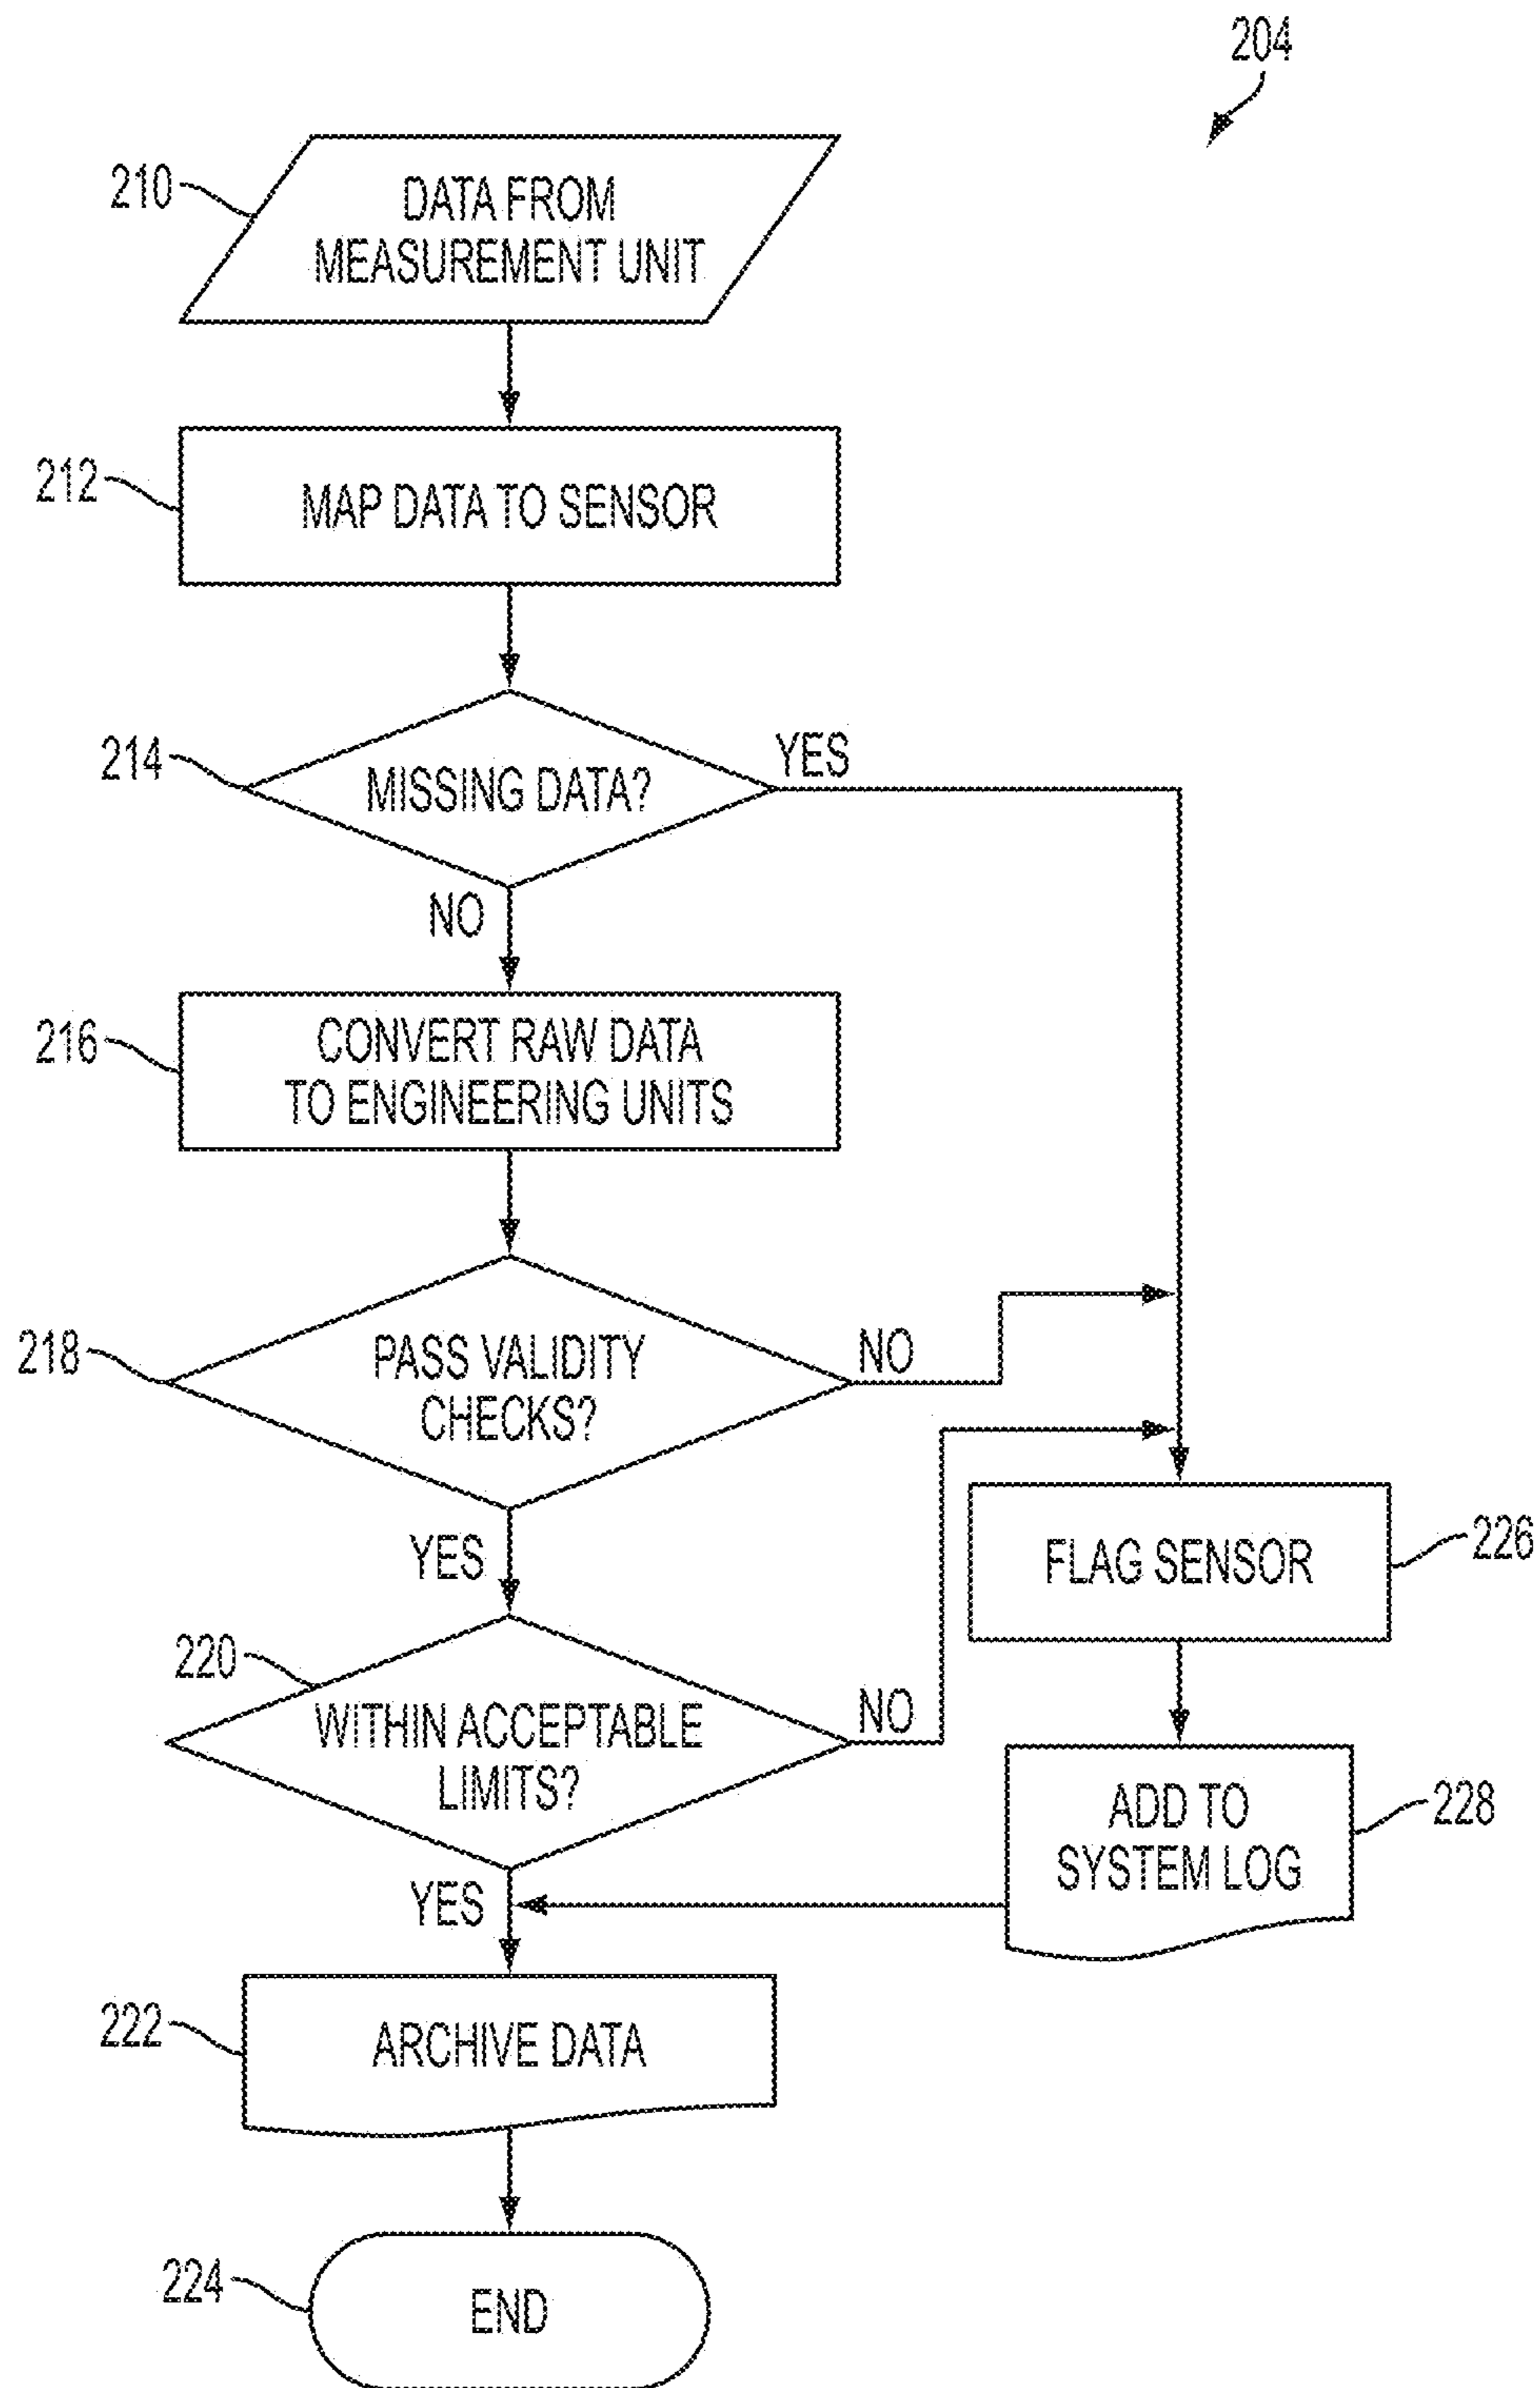 204
210
DATA FROM
MEASUREMENT UNIT
212
MAP DATA TO SENSOR
214
MISSING DATA?
YES
NO
216
CONVERT RAW DATA
TO ENGINEERING UNITS
218
PASS VALIDITY
CHECKS?
NO
YES
FLAG SENSOR
226
220
WITHIN ACCEPTABLE
LIMITS?
NO
YES
ADD TO
SYSTEM LOG
228
222
ARCHIVE DATA
224
END